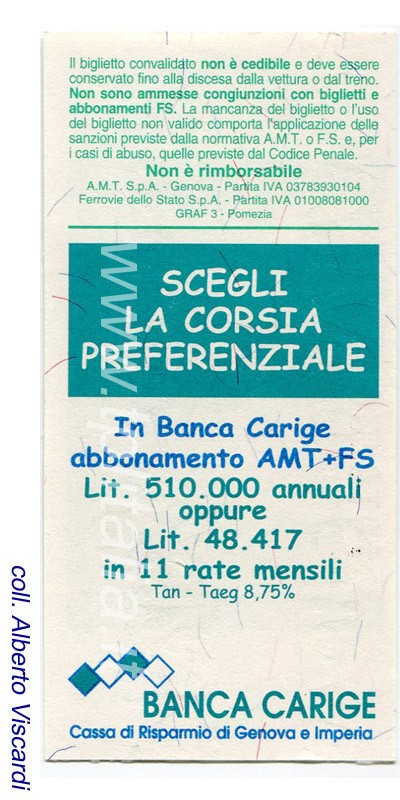 Il biglietto convalidato non è cedibile e deve essere
conservato fino alla discesa dalla vettura o dal treno.
Non sono ammesse congiunzioni con biglietti e
abbonamenti FS. La mancanza del biglietto o l'uso
del biglietto non valido comporta l'applicazione delle
sanzioni previste dalla normativa A.M.T. o F.S. e, per
i casi di abuso, quelle previste dal Codice Penale.
Non è rimborsabile
A.M.T. S.p.A. - Genova - Partita IVA 03783930104
Ferrovie dello Stato S.p.A. - Partita IVA 01008081000
GRAF 3 - Pomezia
SCEGLI
LA CORSIA
PREFERENZIALE
In Banca Carige
abbonamento AMT+FS
Lit. 510.000 annuali
oppure
Lit. 48.417
in 11 rate mensili
Tan - Taeg 8,75%
BANCA CARIGE
Cassa di Risparmio di Genova e Imperia
coll. Alberto Viscardi